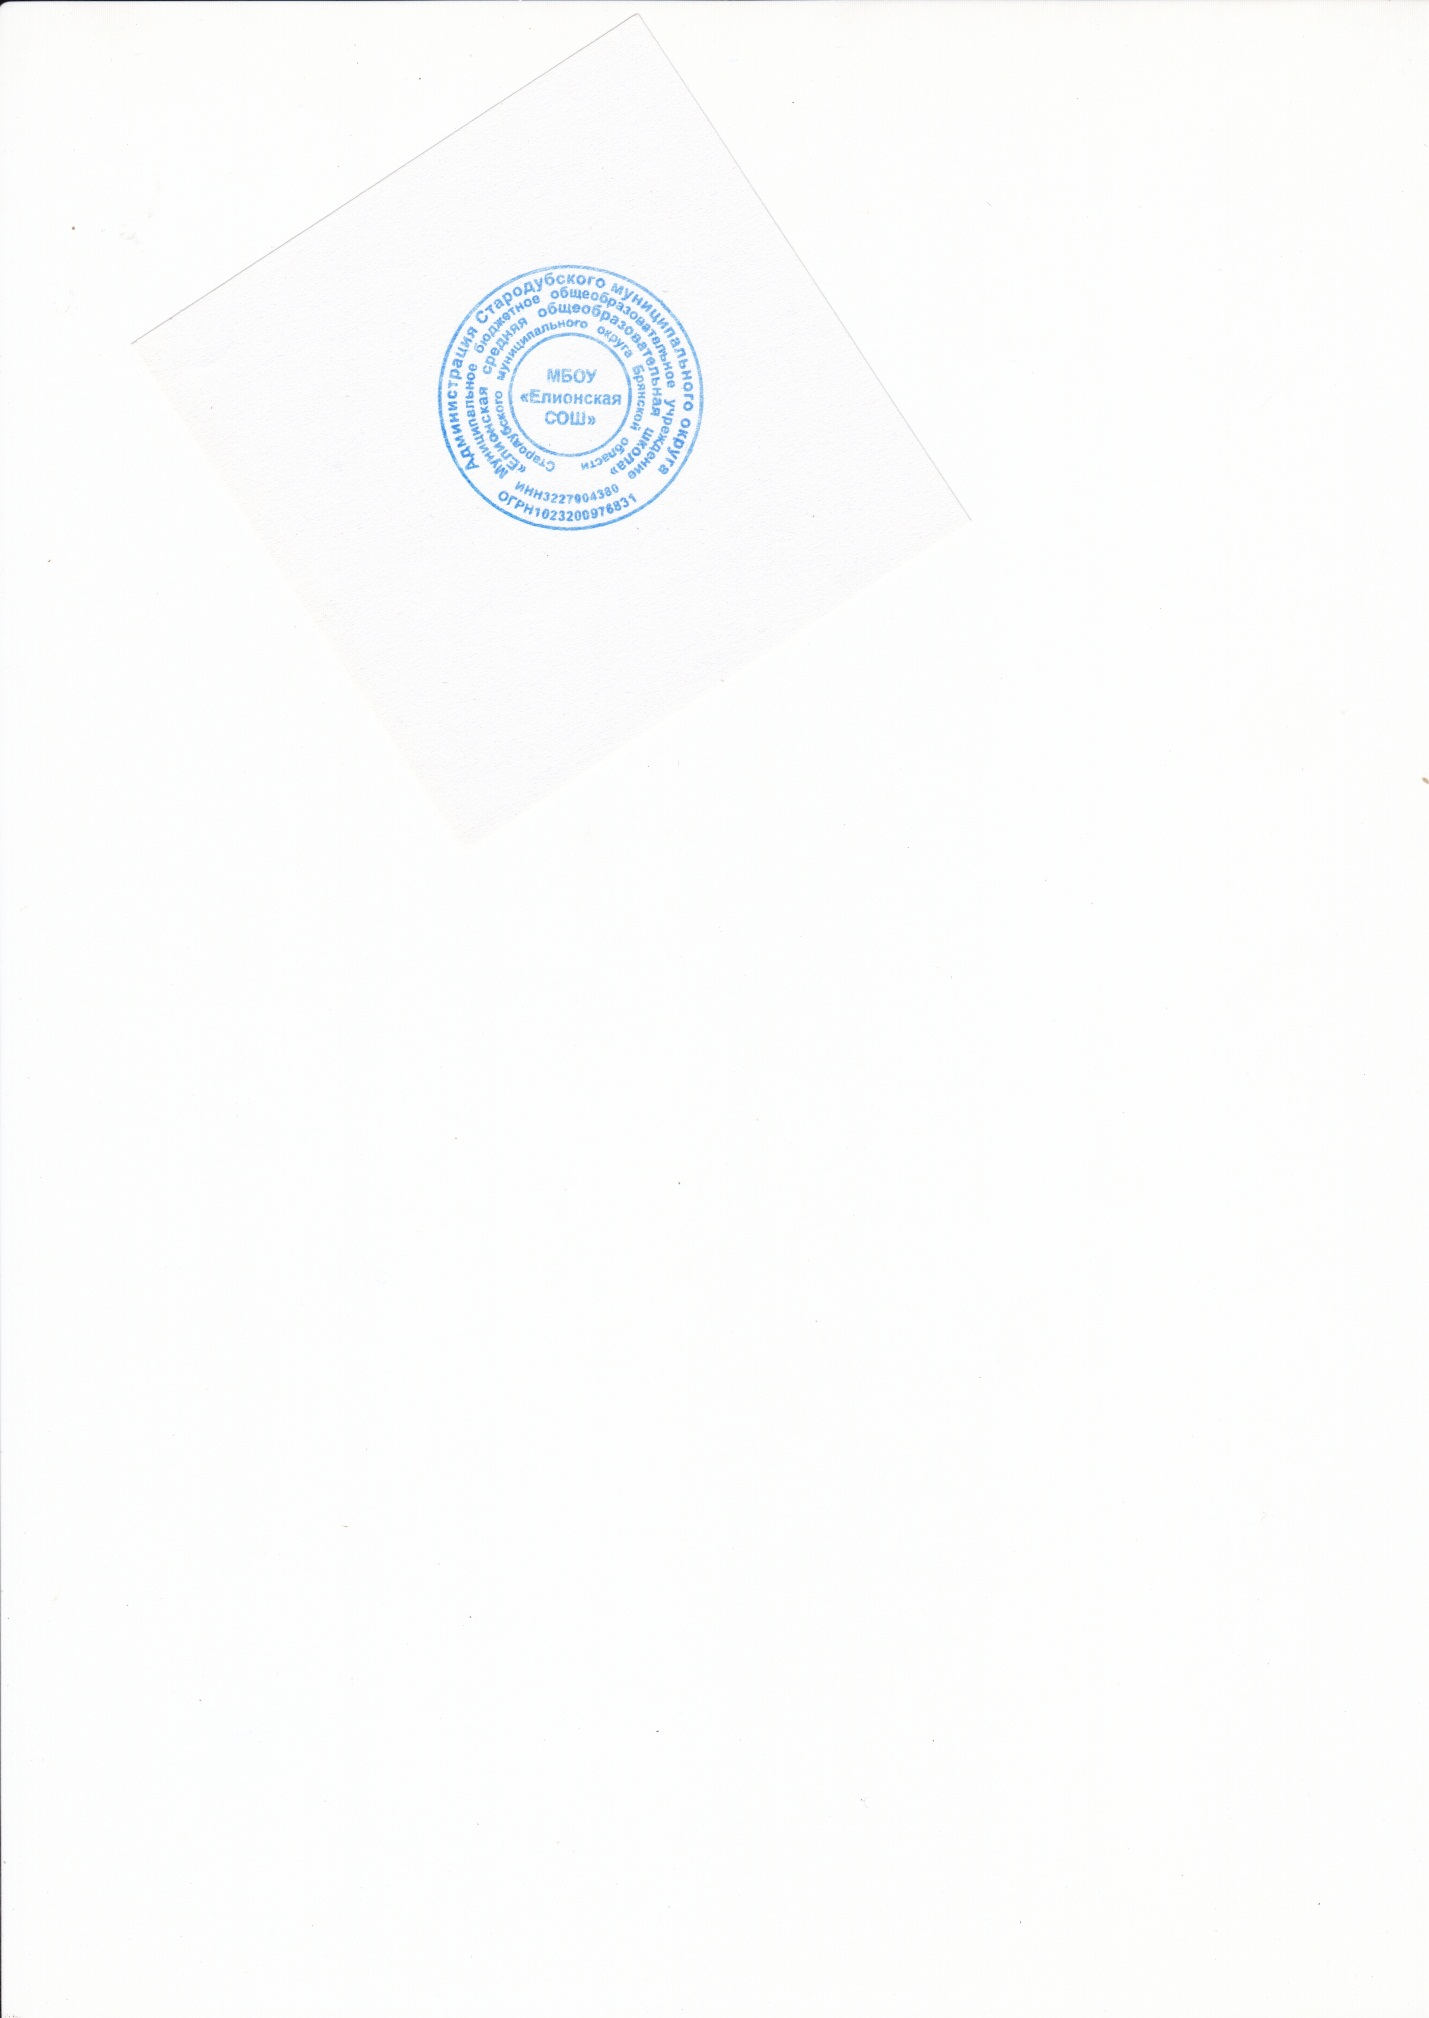 Администрация Стародубского муниципального округа
Муниципальное бюджетное общеобразовательное учреждение
«Елионская средняя общеобразовательная школа»
Стародубского муниципального округа Брянской области
МБОУ
«Елионская
СОШ»
ИНН3227004380
ОГРН1023200976831